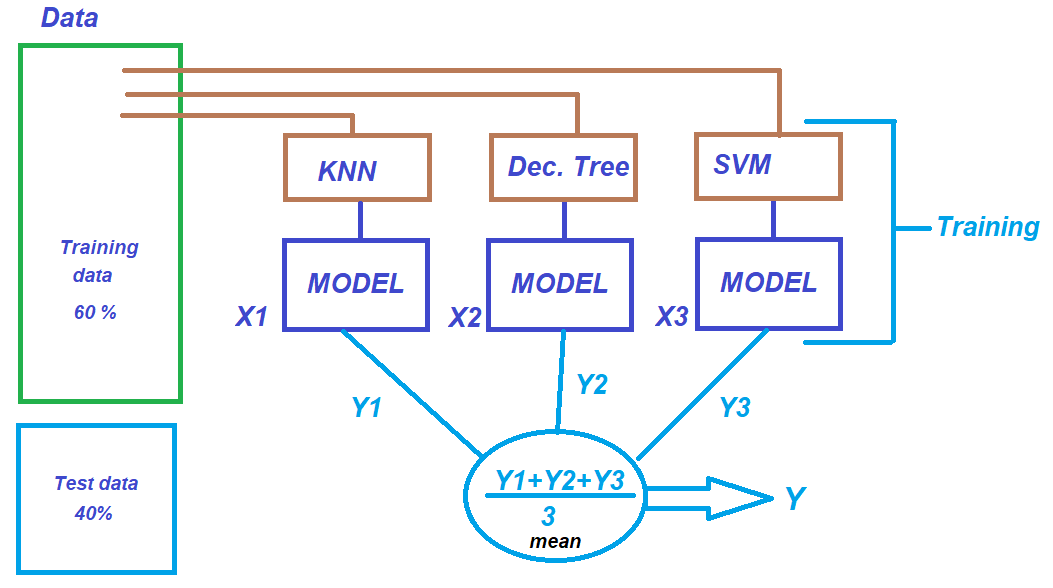 Data
Training
data
60 %
Test data
40%
KNN
Dec. Tree
SVM
MODEL
MODEL
MODEL
X1
X2
X3
Training
Y1
Y2
Y3
Y1+Y2+Y3
3
mean
Y